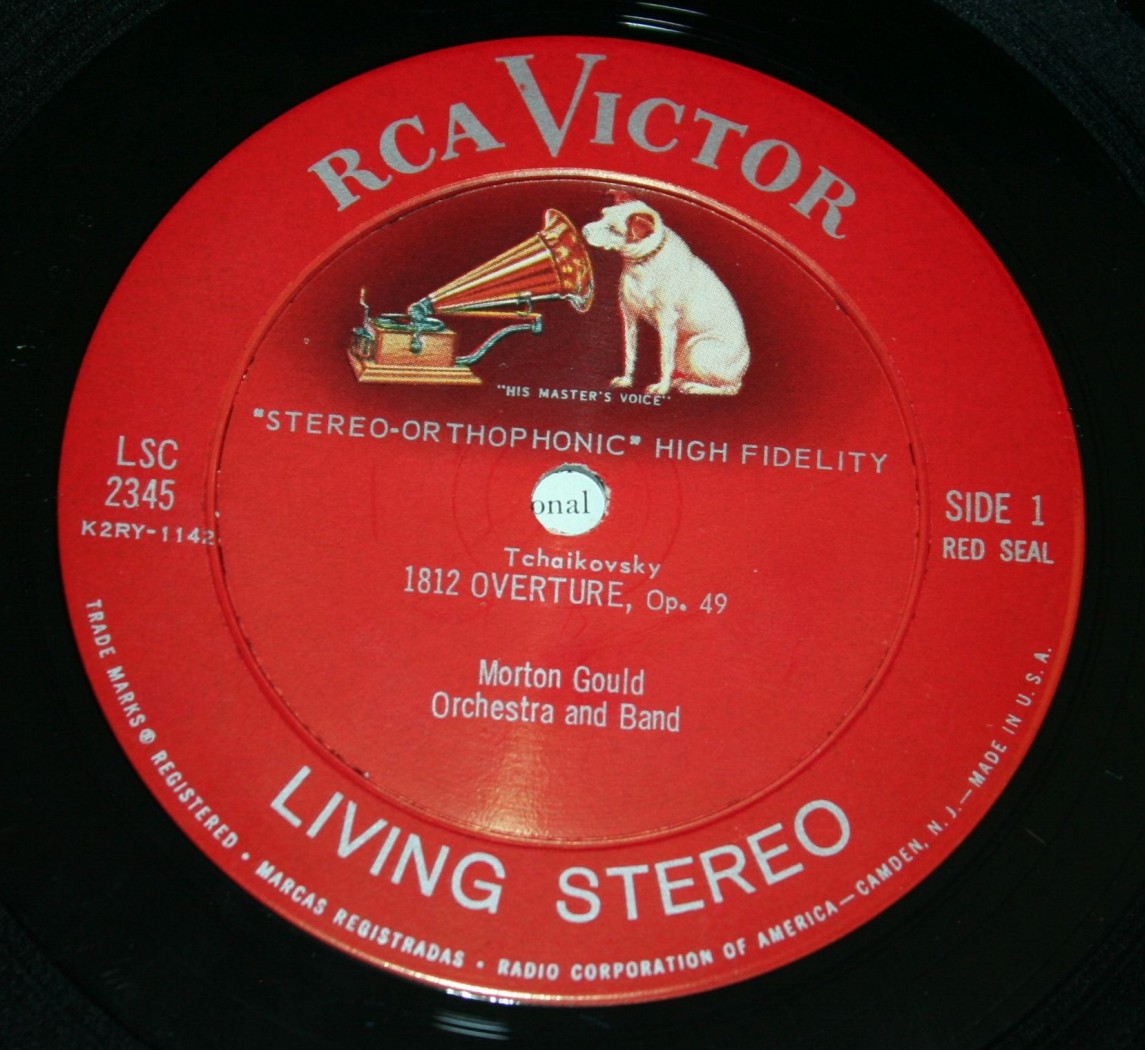 RCA VICTOR
"HIS MASTER'S VOICE"
"STEREO-ORTHOPHONIC" HIGH FIDELITY
LSC
2345
K2RY-1142
onal
SIDE 1
RED SEAL
Tchaikovsky
1812 OVERTURE, Op. 49
Morton Gould
Orchestra and Band
LIVING STEREO
TRADE MARKS ® REGISTERED • MARCAS REGISTRADAS • RADIO CORPORATION OF AMERICA — CAMDEN, N. J. — MADE IN U. S. A.